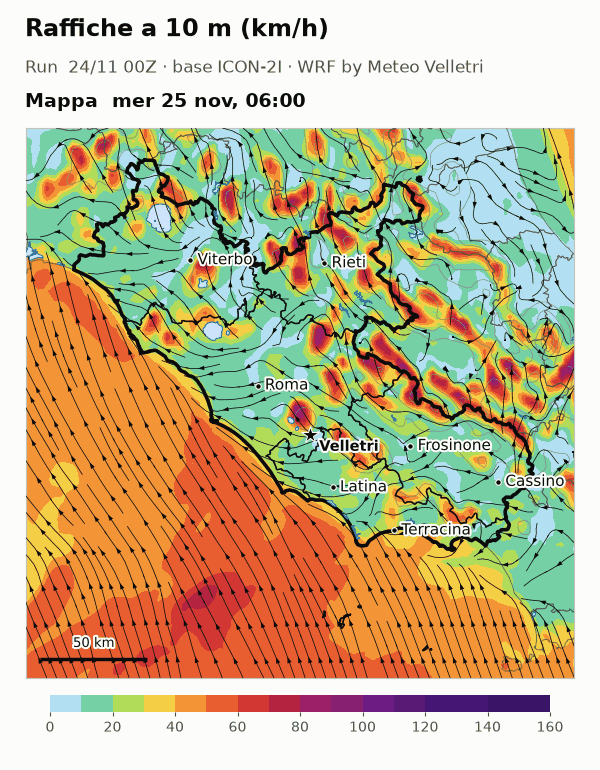 Raffiche a 10 m (km/h)
Run 24/11 00Z · base ICON-2I · WRF by Meteo Velletri
Mappa mer 25 nov, 06:00
Viterbo
Rieti
Roma
Velletri
Frosinone
Cassino
Latina
Terracina
50 km
0 20 40 60 80 100 120 140 160